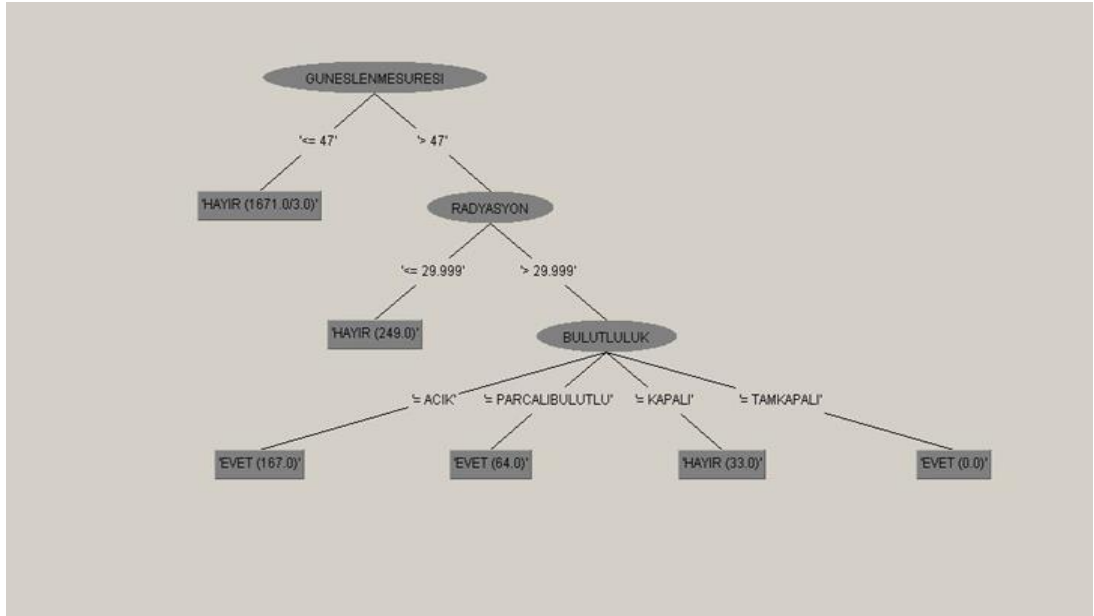 GUNESLENMESURESI
'<= 47' '> 47'
'HAYIR (1671.0/3.0)' RADYASYON
'<= 29.999' '> 29.999'
'HAYIR (249.0)' BULUTLULUK
'= ACIK' '= PARCALIBULUTLU' '= KAPALI' '= TAMKAPALI'
'EVET (167.0)' 'EVET (64.0)' 'HAYIR (33.0)' 'EVET (0.0)'